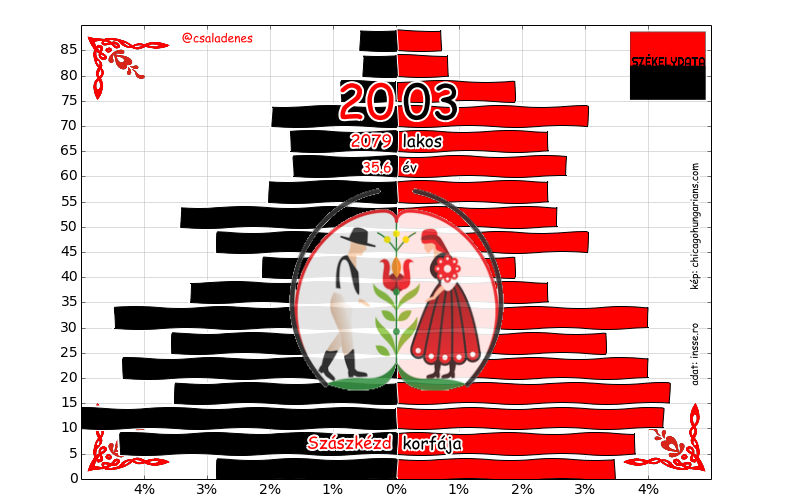 @csaladenes
SZÉKELYDATA
2003
2079 lakos
35.6 év
kép: chicagohungarians.com
adat: insse.ro
Szászkézd korfája
85
80
75
70
65
60
55
50
45
40
35
30
25
20
15
10
5
0
4% 3% 2% 1% 0% 1% 2% 3% 4%